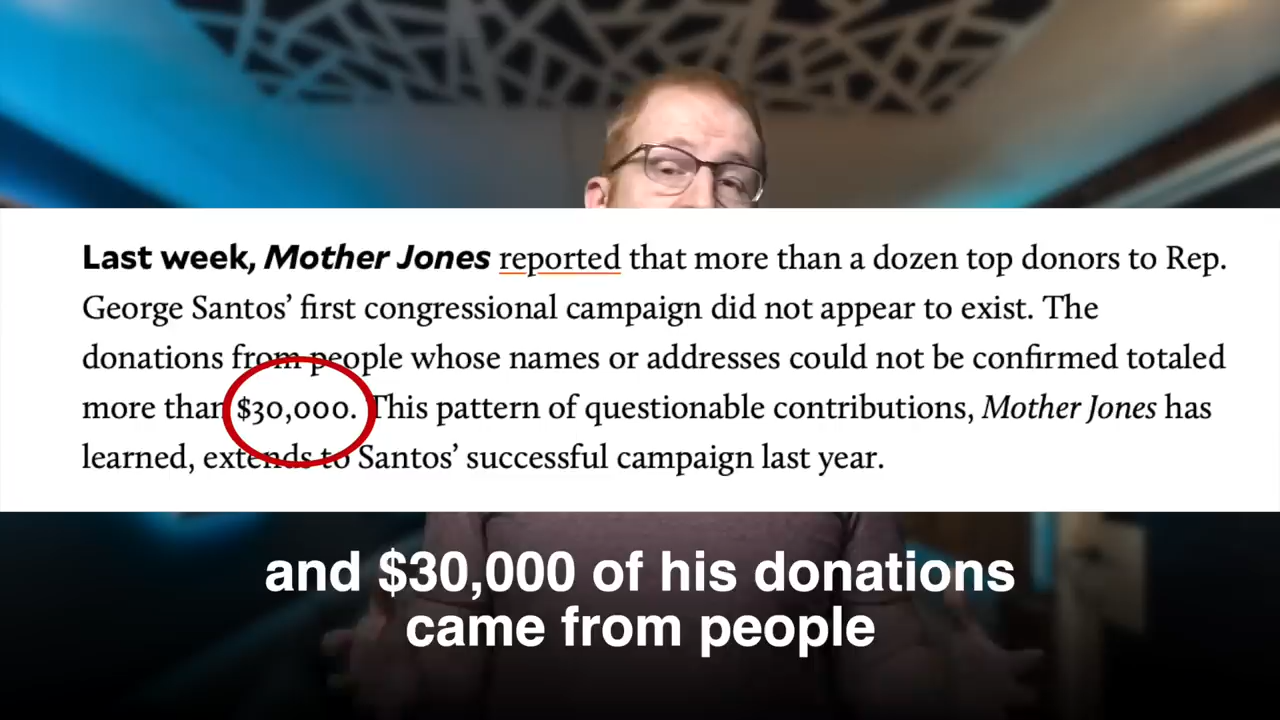 Last week, Mother Jones reported that more than a dozen top donors to Rep.
George Santos’ first congressional campaign did not appear to exist. The
donations from people whose names or addresses could not be confirmed totaled
more than $30,000. This pattern of questionable contributions, Mother Jones has
learned, extends to Santos’ successful campaign last year.
and $30,000 of his donations
came from people